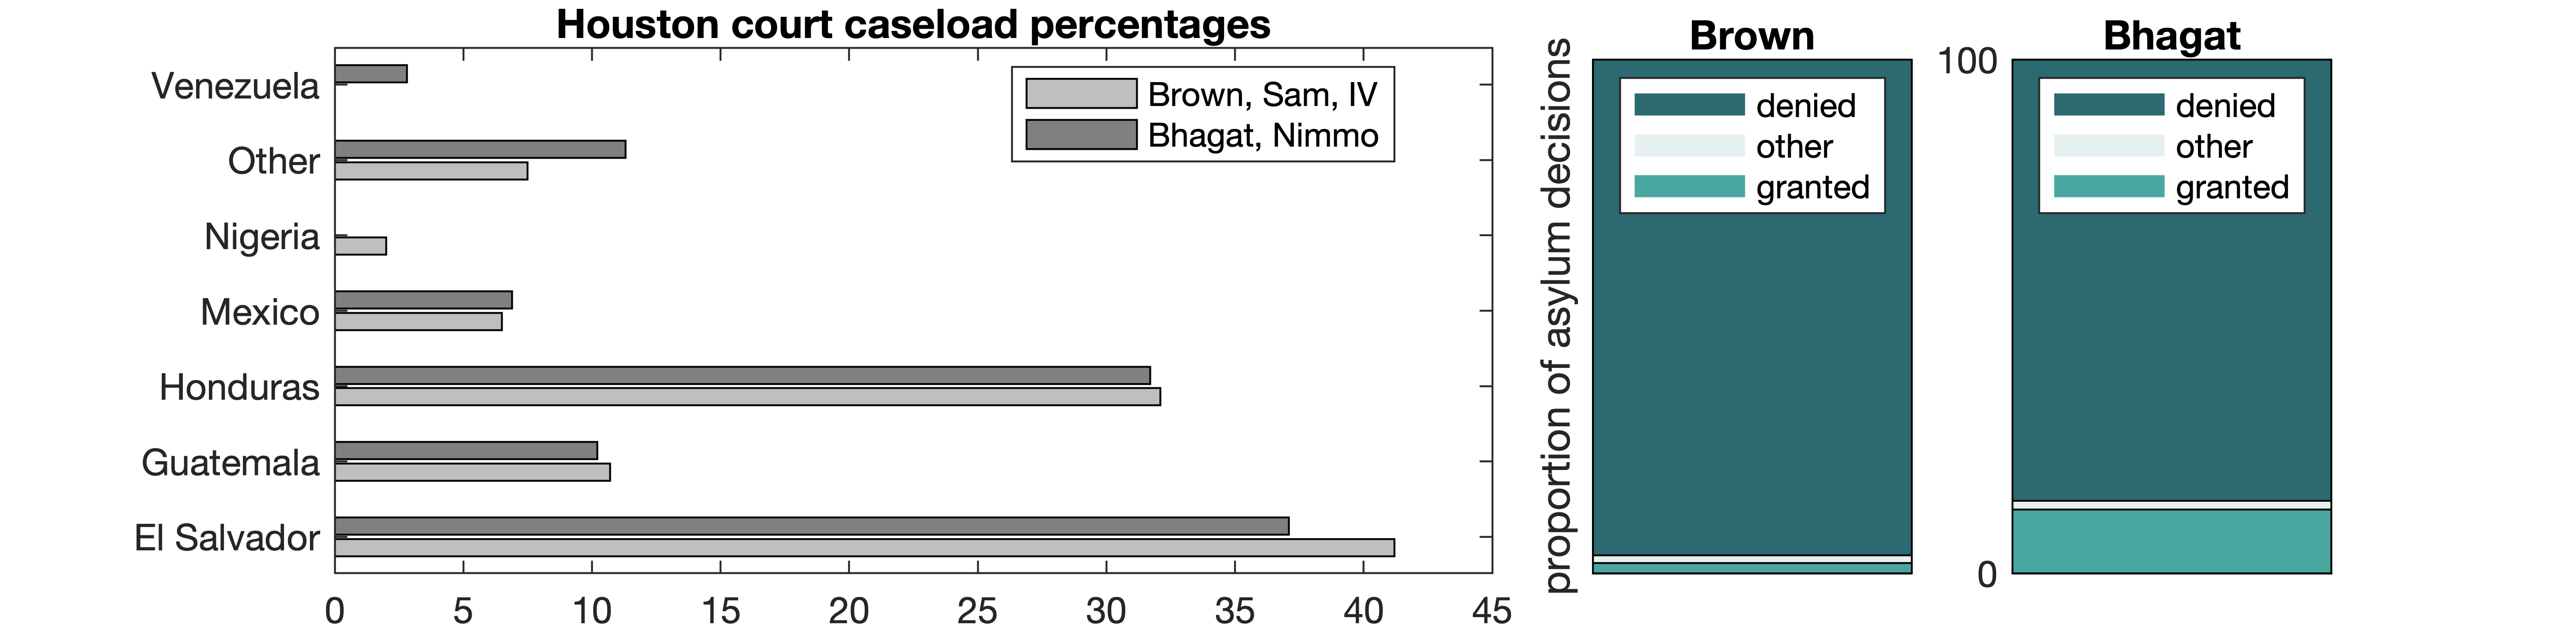 Houston court caseload percentages
Venezuela
Other
Nigeria
Mexico
Honduras
Guatemala
El Salvador
0 5 10 15 20 25 30 35 40 45
Brown, Sam, IV
Bhagat, Nimmo
proportion of asylum decisions
Brown
denied
other
granted
Bhagat
100
0
denied
other
granted